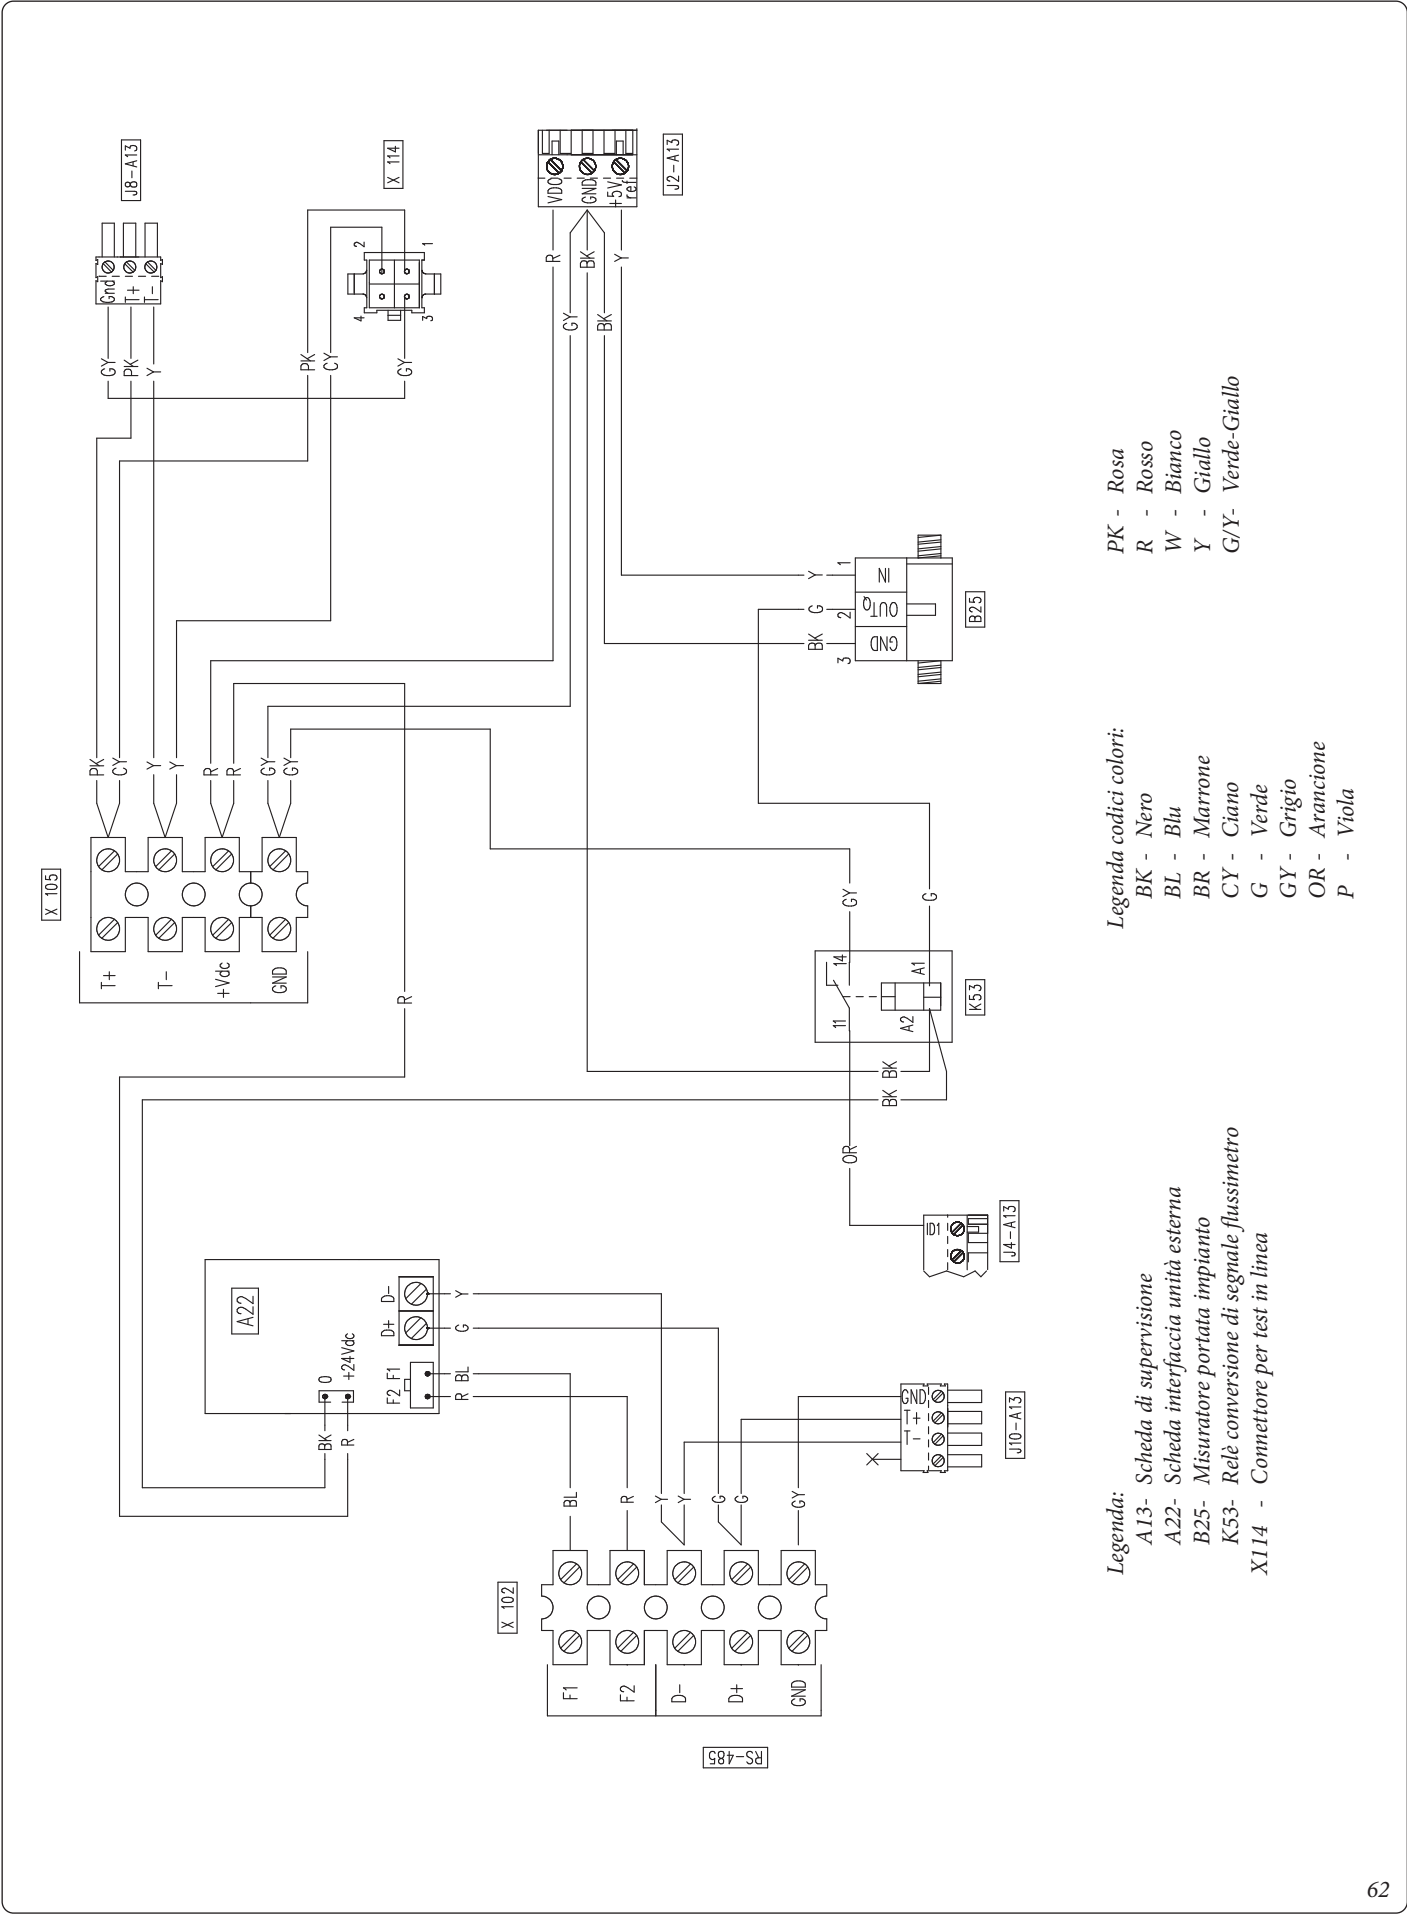 J8-A13
Gnd
T+
T-
GY
PK
Y
X 114
2
1
4
3
PK
CY
GY
J2-A13
VDO
GND
+5V
ref
R
GY
BK
BK
Y
X 105
PK
CY
Y
Y
R
R
GY
GY
T+
T-
+Vdc
GND
R
B25
IN
OUT
Q
GND
1
2
3
Y
G
BK
K53
14
11
A1
A2
GY
G
BK
BK
OR
J4-A13
ID1
A22
0
+24Vdc
BK
R
F2 F1
D+
D-
Y
G
BL
R
X 102
BL
R
Y
Y
G
G
GY
F1
F2
D-
D+
GND
RS-485
J10-A13
GND
T+
T-
Legenda:
A13- Scheda di supervisione
A22- Scheda interfaccia unità esterna
B25- Misuratore portata impianto
K53- Relè conversione di segnale flussimetro
X114 - Connettore per test in linea
Legenda codici colori:
BK - Nero
BL - Blu
BR - Marrone
CY - Ciano
G - Verde
GY - Grigio
OR - Arancione
P - Viola
PK - Rosa
R - Rosso
W - Bianco
Y - Giallo
G/Y- Verde-Giallo
62